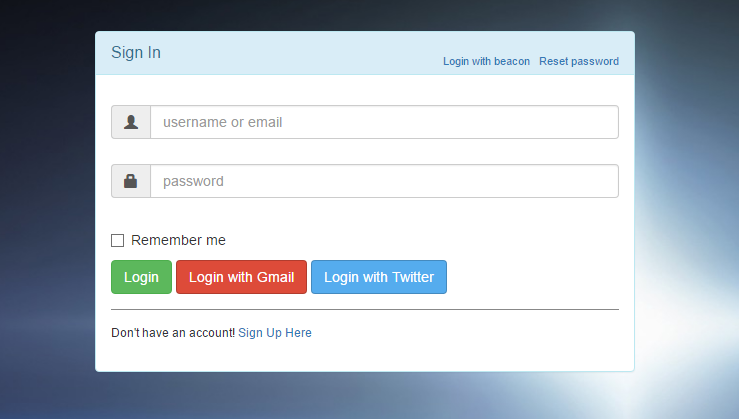 Sign In
Login with beacon Reset password
username or email
password
Remember me
Login Login with Gmail Login with Twitter
Don't have an account! Sign Up Here